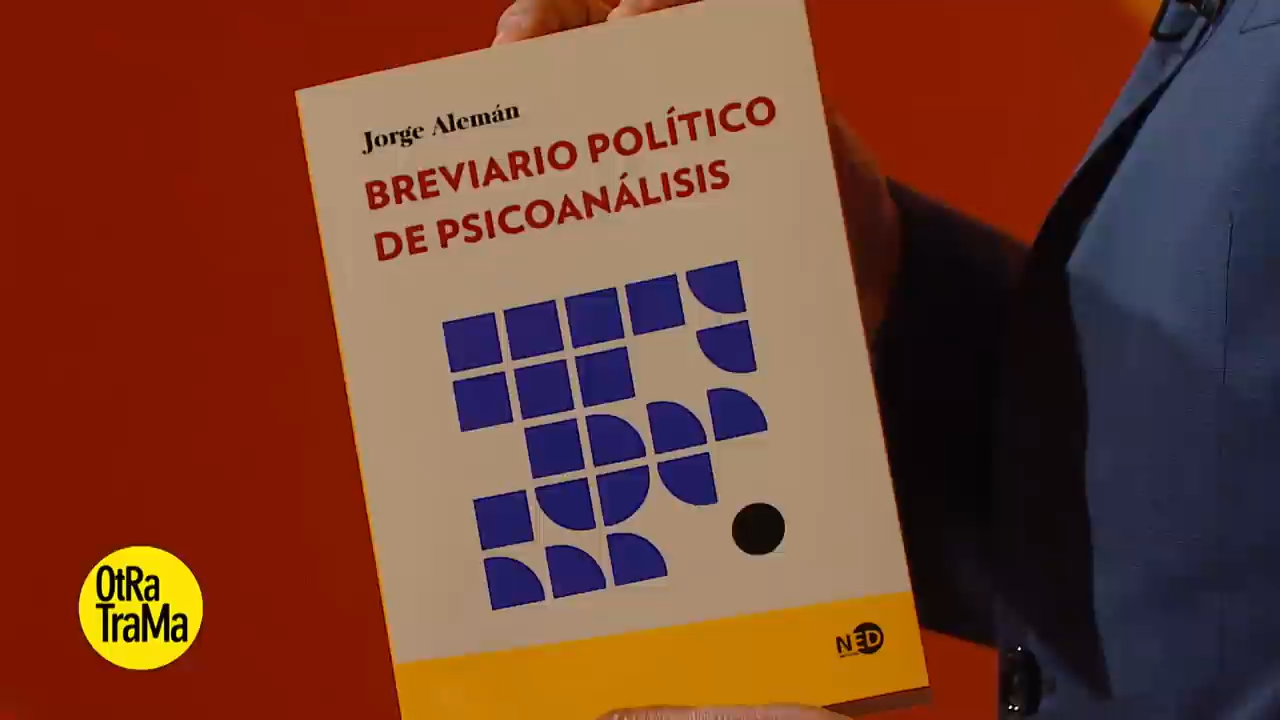 Jorge Alemán
BREVIARIO POLÍTICO
DE PSICOANÁLISIS
NED
OtRa
TraMa